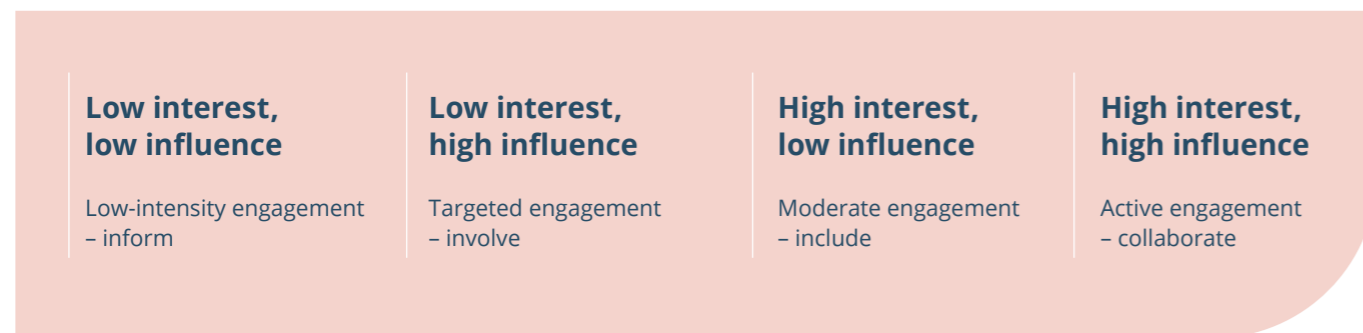 Low interest,
low influence
Low-intensity engagement
– inform
Low interest,
high influence
Targeted engagement
– involve
High interest,
low influence
Moderate engagement
– include
High interest,
high influence
Active engagement
– collaborate